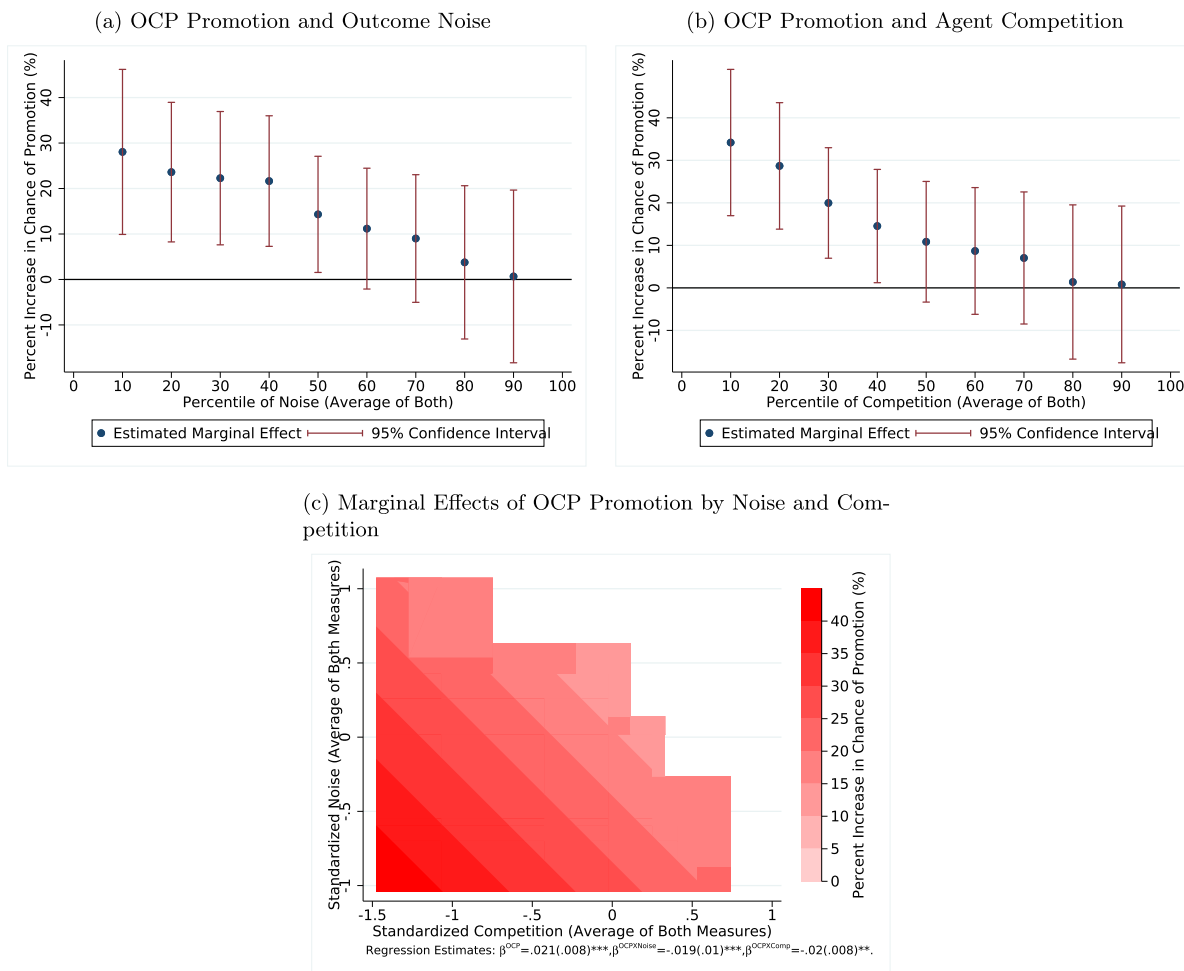 (a) OCP Promotion and Outcome Noise
Percent Increase in Chance of Promotion (%)
40
30
20
10
0
-10
0 10 20 30 40 50 60 70 80 90 100
Percentile of Noise (Average of Both)
Estimated Marginal Effect 95% Confidence Interval
(b) OCP Promotion and Agent Competition
Percent Increase in Chance of Promotion (%)
40
30
20
10
0
-10
0 10 20 30 40 50 60 70 80 90 100
Percentile of Competition (Average of Both)
Estimated Marginal Effect 95% Confidence Interval
(c) Marginal Effects of OCP Promotion by Noise and Com-
petition
Standardized Noise (Average of Both Measures)
1
.5
0
-.5
-1
-1.5 -1 -.5 0 .5 1
Standardized Competition (Average of Both Measures)
40
35
30
25
20
15
10
5
0
Percent Increase in Chance of Promotion (%)
Regression Estimates: β^OCP=.021(.008)***,β^OCPXNoise=-.019(.01)***,β^OCPXComp=-.02(.008)**.